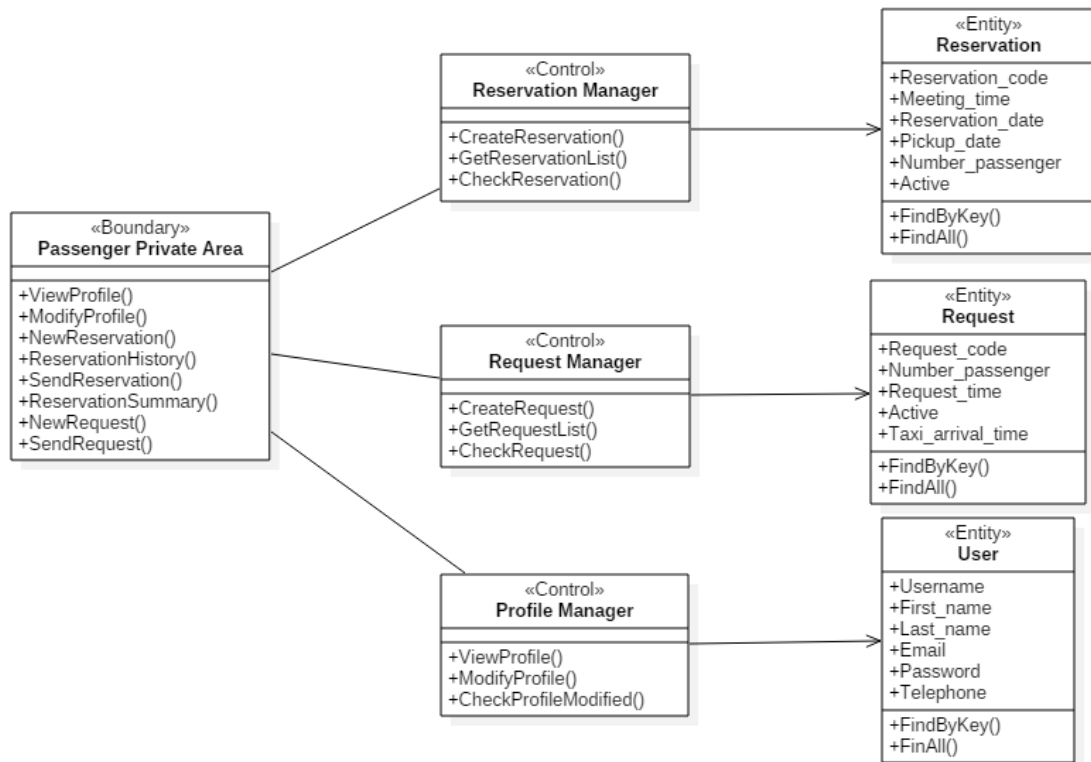 «Boundary»
Passenger Private Area
+ViewProfile()
+ModifyProfile()
+NewReservation()
+ReservationHistory()
+SendReservation()
+ReservationSummary()
+NewRequest()
+SendRequest()
«Control»
Reservation Manager
+CreateReservation()
+GetReservationList()
+CheckReservation()
«Control»
Request Manager
+CreateRequest()
+GetRequestList()
+CheckRequest()
«Control»
Profile Manager
+ViewProfile()
+ModifyProfile()
+CheckProfileModified()
«Entity»
Reservation
+Reservation_code
+Meeting_time
+Reservation_date
+Pickup_date
+Number_passenger
+Active
+FindByKey()
+FindAll()
«Entity»
Request
+Request_code
+Number_passenger
+Request_time
+Active
+Taxi_arrival_time
+FindByKey()
+FindAll()
«Entity»
User
+Username
+First_name
+Last_name
+Email
+Password
+Telephone
+FindByKey()
+FinAll()